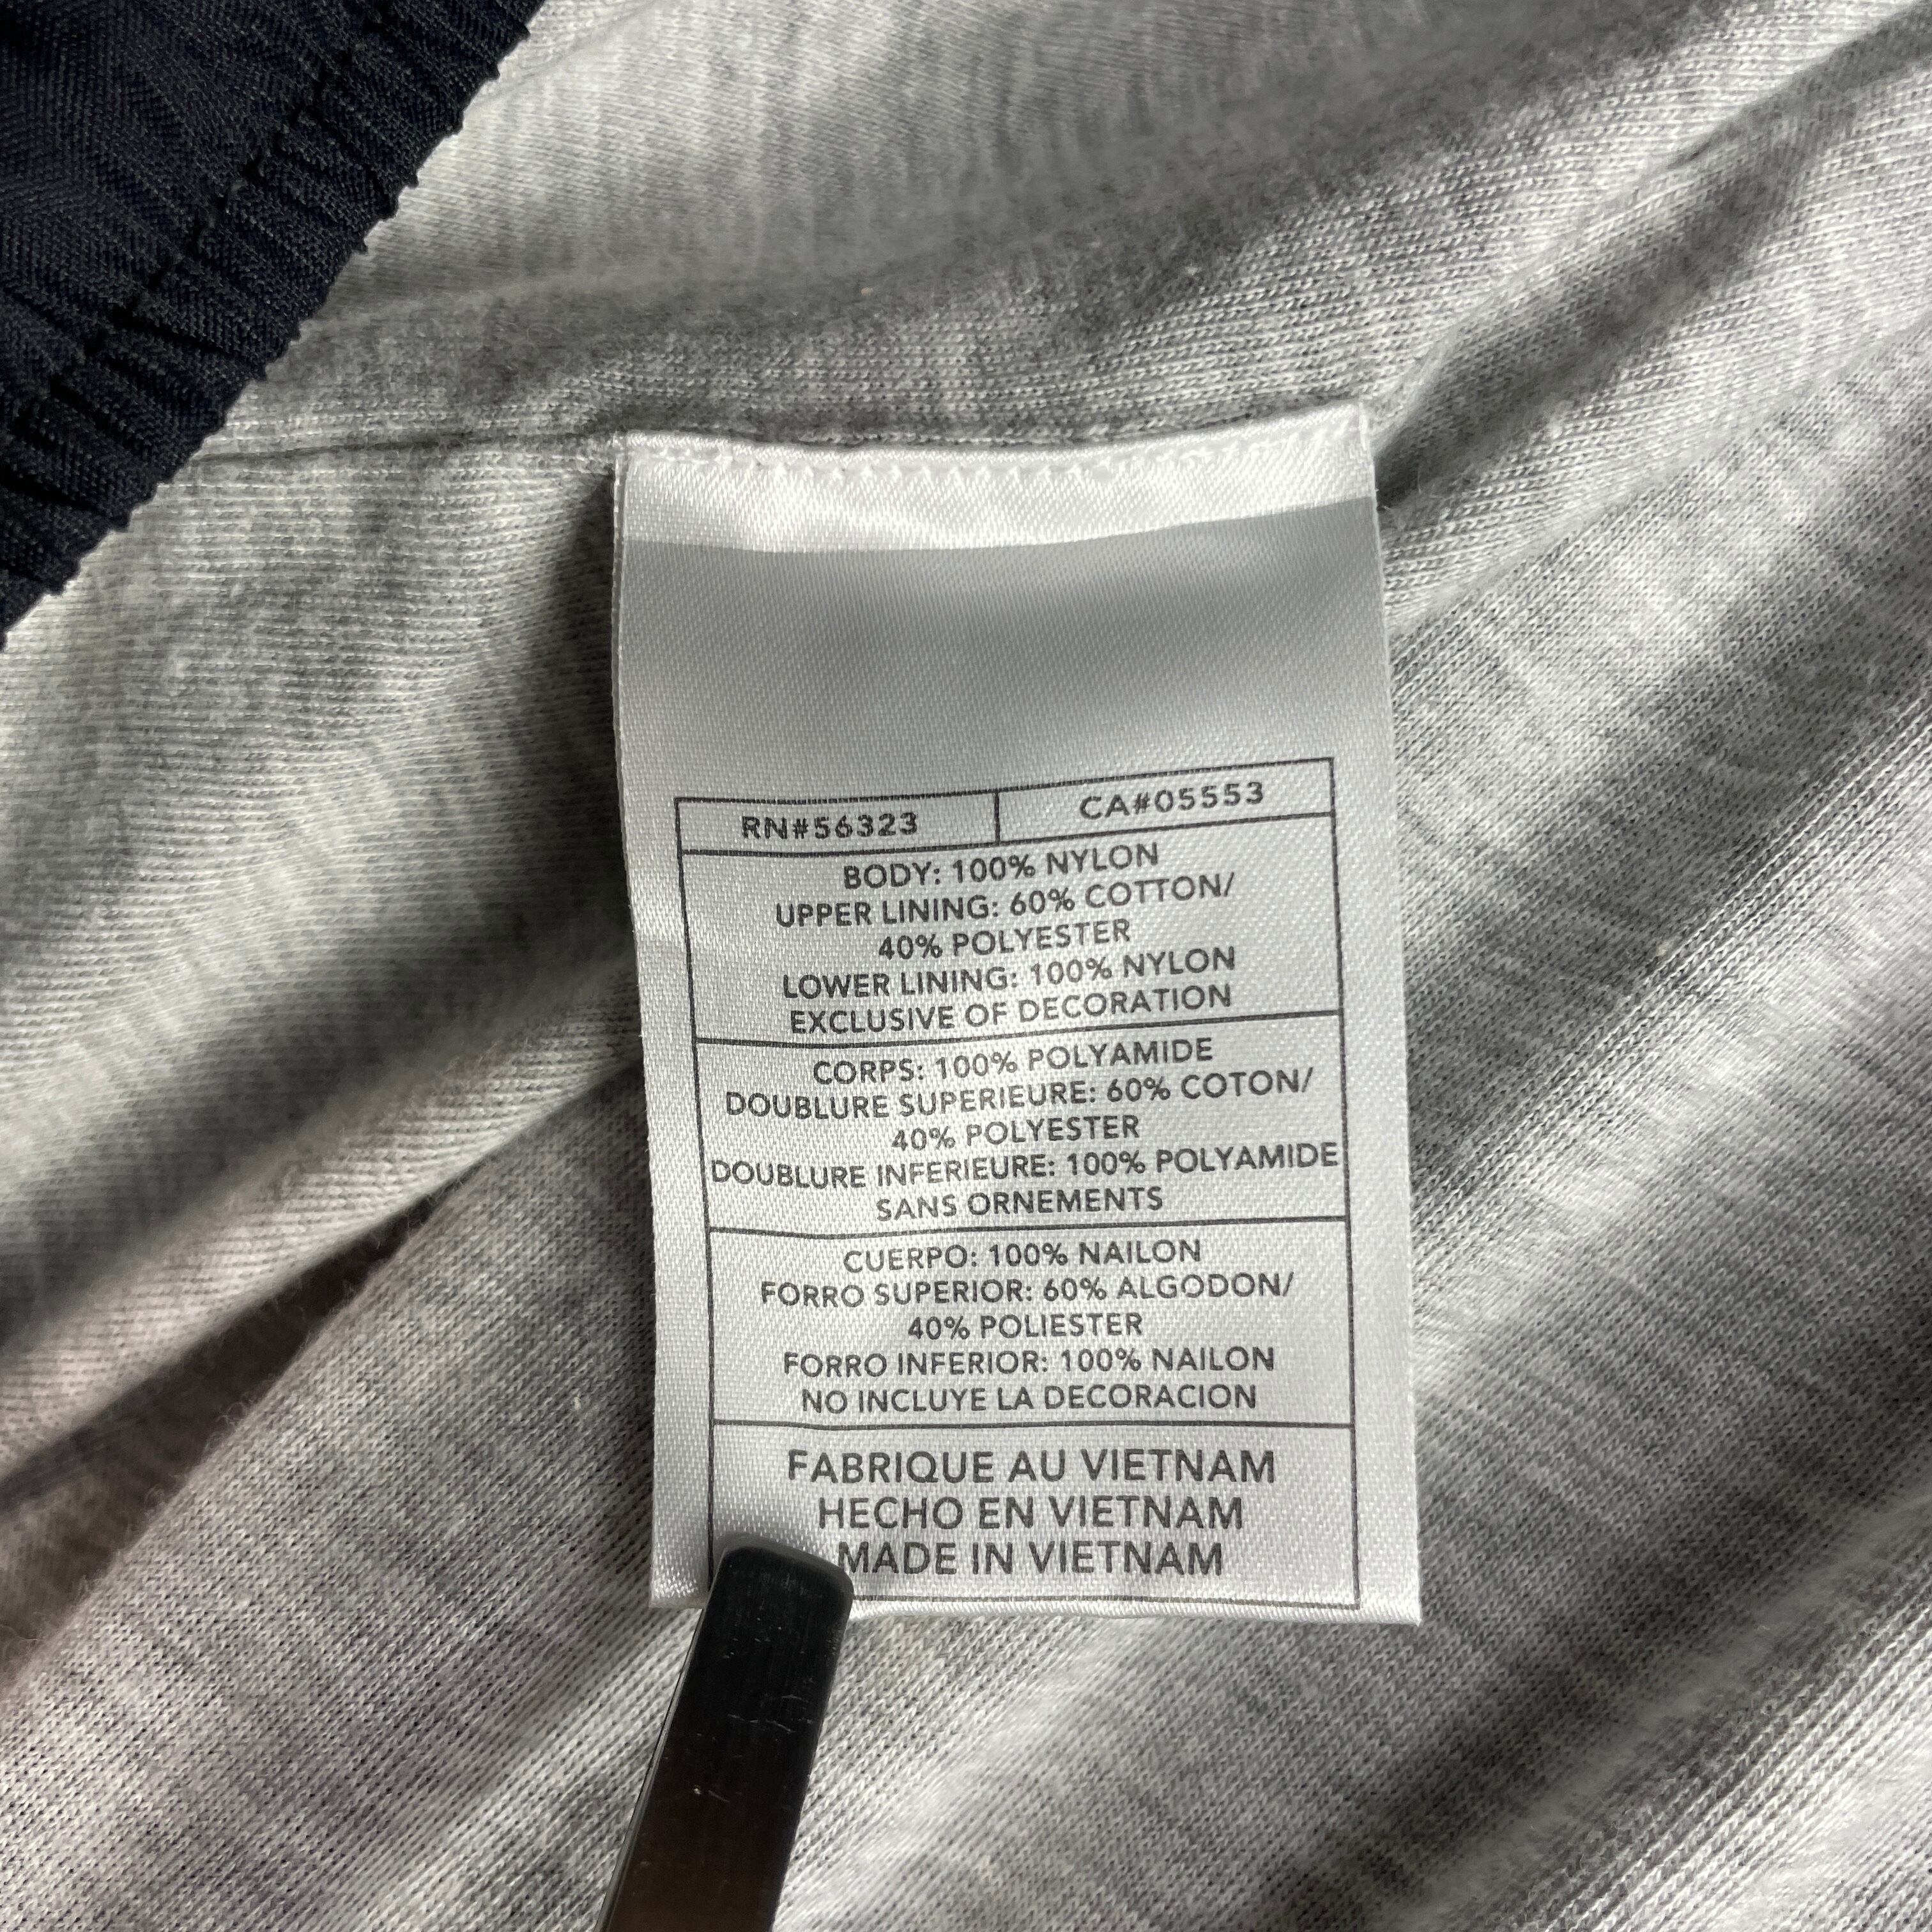 RN#56323 CA#05553
BODY: 100% NYLON
UPPER LINING: 60% COTTON/
40% POLYESTER
LOWER LINING: 100% NYLON
EXCLUSIVE OF DECORATION
CORPS: 100% POLYAMIDE
DOUBLURE SUPERIEURE: 60% COTON/
40% POLYESTER
DOUBLURE INFERIEURE: 100% POLYAMIDE
SANS ORNEMENTS
CUERPO: 100% NAILON
FORRO SUPERIOR: 60% ALGODON/
40% POLIESTER
FORRO INFERIOR: 100% NAILON
NO INCLUYE LA DECORACION
FABRIQUE AU VIETNAM
HECHO EN VIETNAM
MADE IN VIETNAM